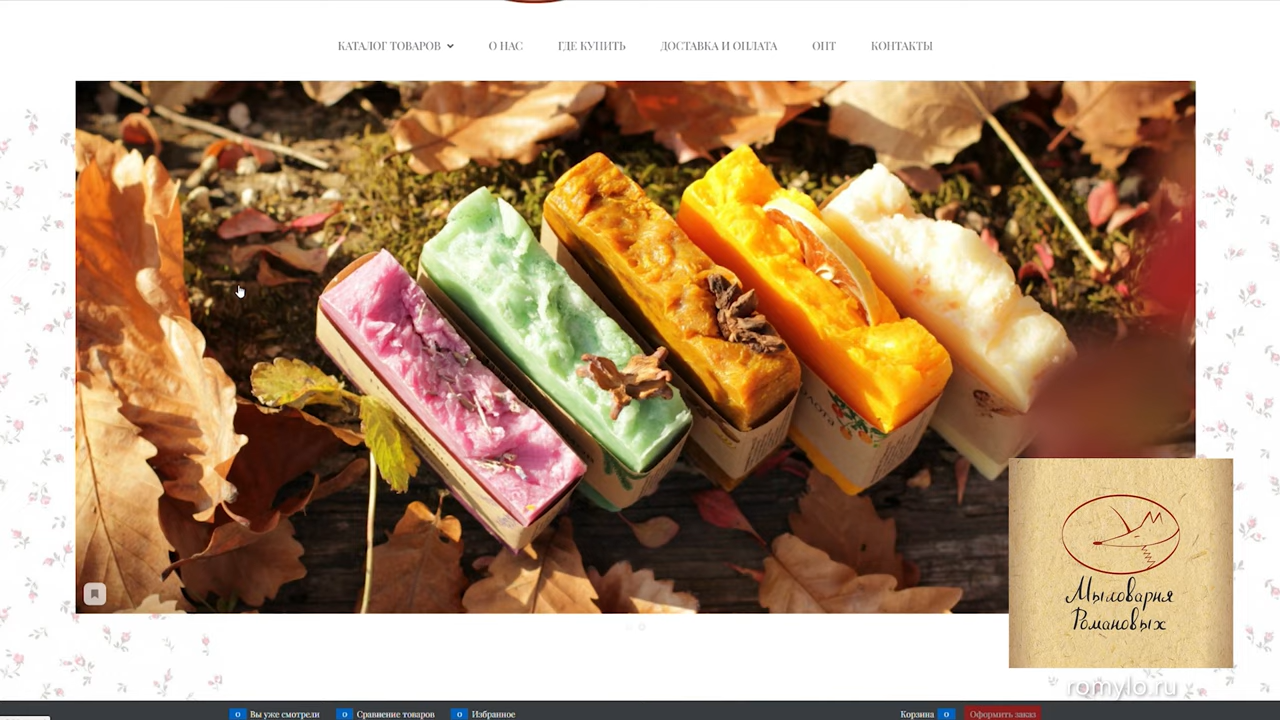 КАТАЛОГ ТОВАРОВ
О НАС
ГДЕ КУПИТЬ
ДОСТАВКА И ОПЛАТА
ОПТ
КОНТАКТЫ
Мыловарня
Романовых
romylo.ru
0 Вы уже смотрели
0 Сравнение товаров
0 Избранное
Корзина 0
Оформить заказ